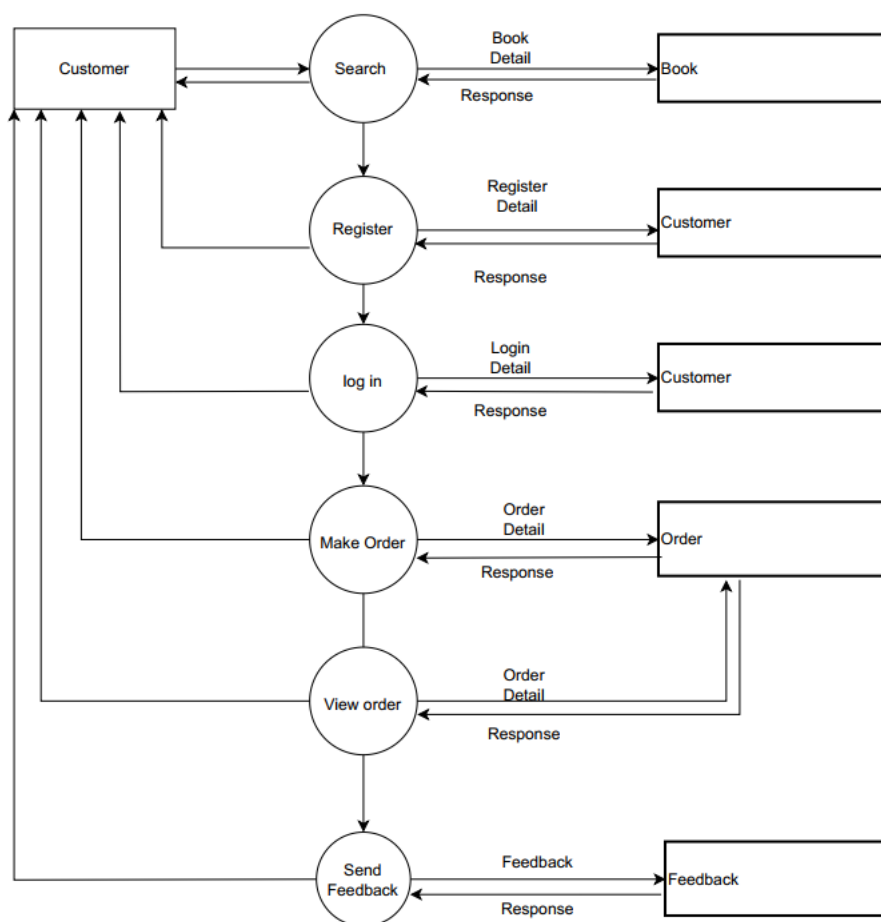 Customer
Search
Book
Detail
Response
Book
Register
Register
Detail
Response
Customer
log in
Login
Detail
Response
Customer
Make Order
Order
Detail
Response
Order
View order
Order
Detail
Response
Send
Feedback
Feedback
Response
Feedback